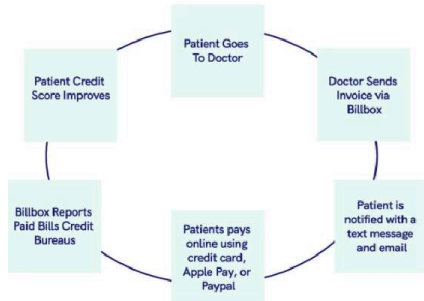 Patient Goes
To Doctor
Doctor Sends
Invoice via
Billbox
Patient is
notified with a
text message
and email
Patients pays
online using
credit card,
Apple Pay, or
Paypal
Billbox Reports
Paid Bills Credit
Bureaus
Patient Credit
Score Improves